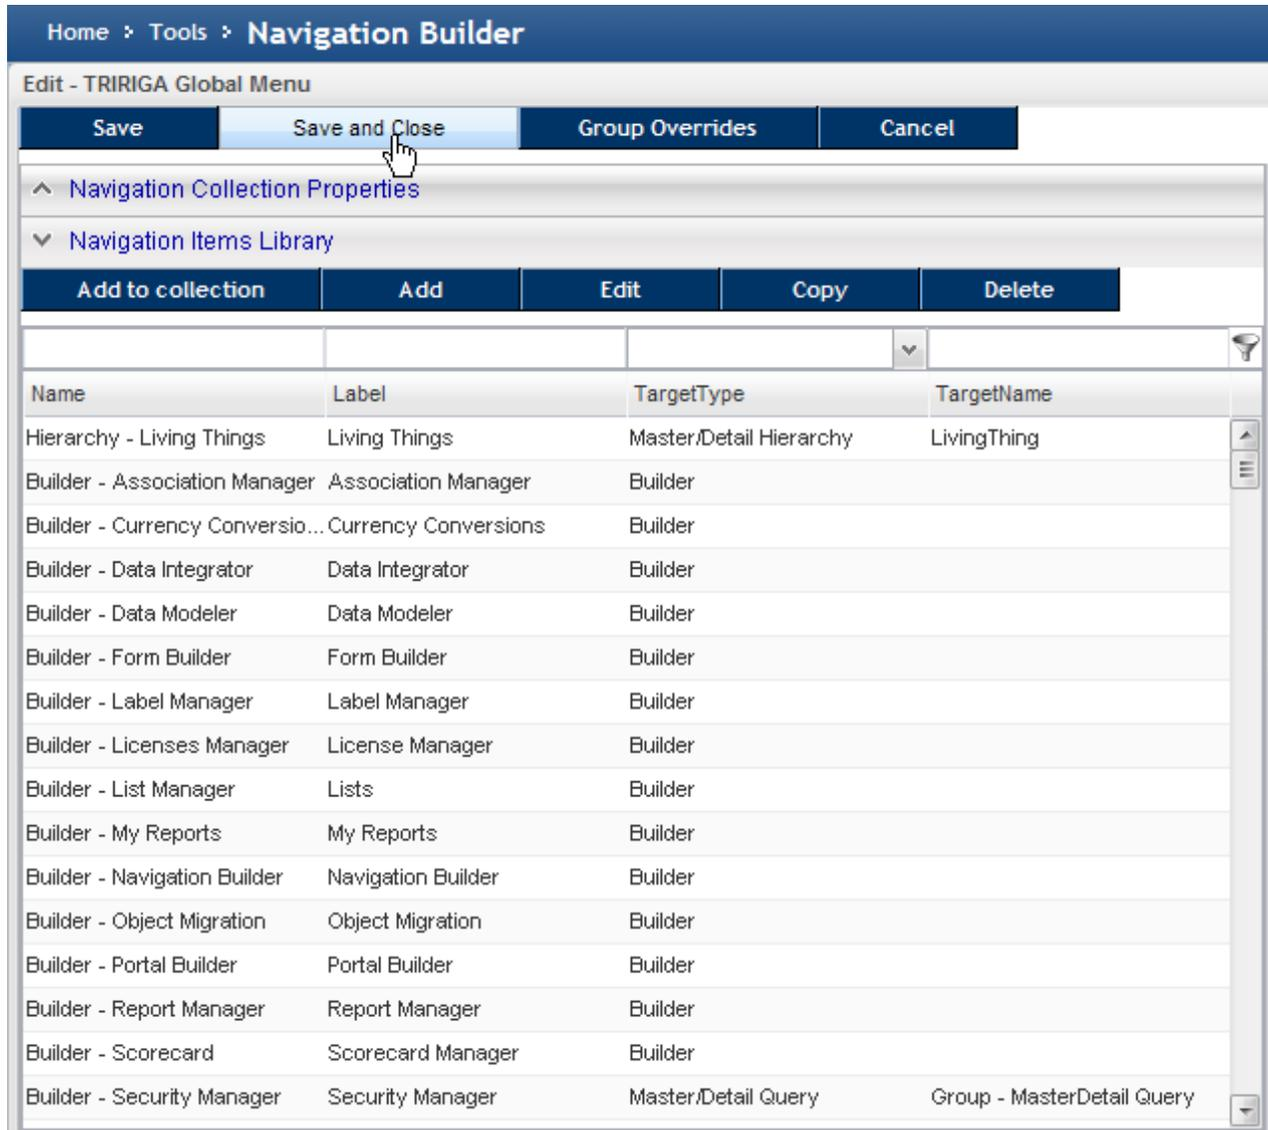 Home Tools Navigation Builder
Edit - TRIRIGA Global Menu
Save Save and Close Group Overrides Cancel
Navigation Collection Properties
Navigation Items Library
Add to collection Add Edit Copy Delete
Name Label TargetType TargetName
Hierarchy - Living Things Living Things Master/Detail Hierarchy LivingThing
Builder - Association Manager Association Manager Builder
Builder - Currency Conversio... Currency Conversions Builder
Builder - Data Integrator Data Integrator Builder
Builder - Data Modeler Data Modeler Builder
Builder - Form Builder Form Builder Builder
Builder - Label Manager Label Manager Builder
Builder - Licenses Manager License Manager Builder
Builder - List Manager Lists Builder
Builder - My Reports My Reports Builder
Builder - Navigation Builder Navigation Builder Builder
Builder - Object Migration Object Migration Builder
Builder - Portal Builder Portal Builder Builder
Builder - Report Manager Report Manager Builder
Builder - Scorecard Scorecard Manager Builder
Builder - Security Manager Security Manager Master/Detail Query Group - MasterDetail Query